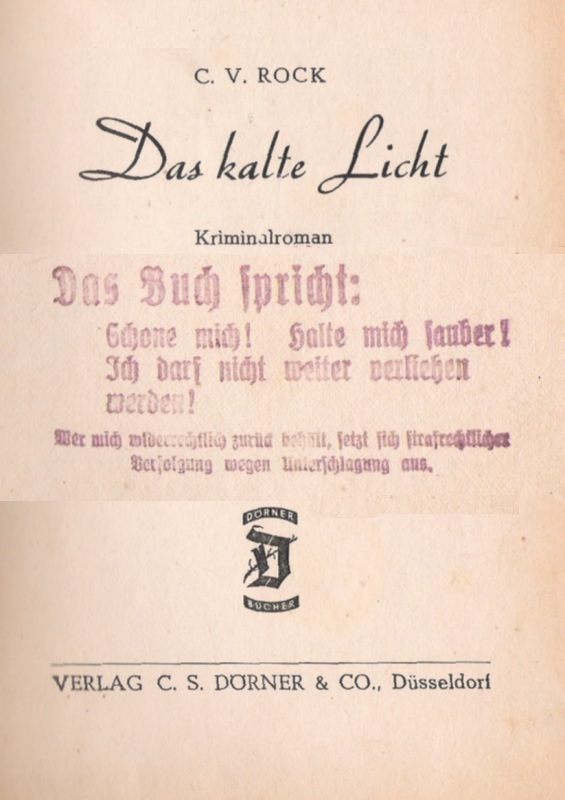 C. V. ROCK
Das kalte Licht
Kriminalroman
Das Buch spricht:
Schone mich! Halte mich sauber!
Ich darf nicht weiter verliehen
werden!
Wer mich widerrechtlich zurück behält, setzt sich strafrechtlicher
Verfolgung wegen Unterschlagung aus.
DÖRNER
D
BÜCHER
VERLAG C. S. DÖRNER & CO., Düsseldorf